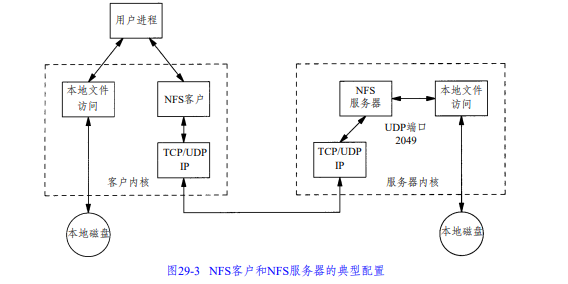 用户进程
本地文件
访问
NFS客户
TCP/UDP
IP
客户内核
本地磁盘
NFS
服务器
本地文件
访问
UDP端口
2049
TCP/UDP
IP
服务器内核
本地磁盘
图29-3 NFS客户和NFS服务器的典型配置